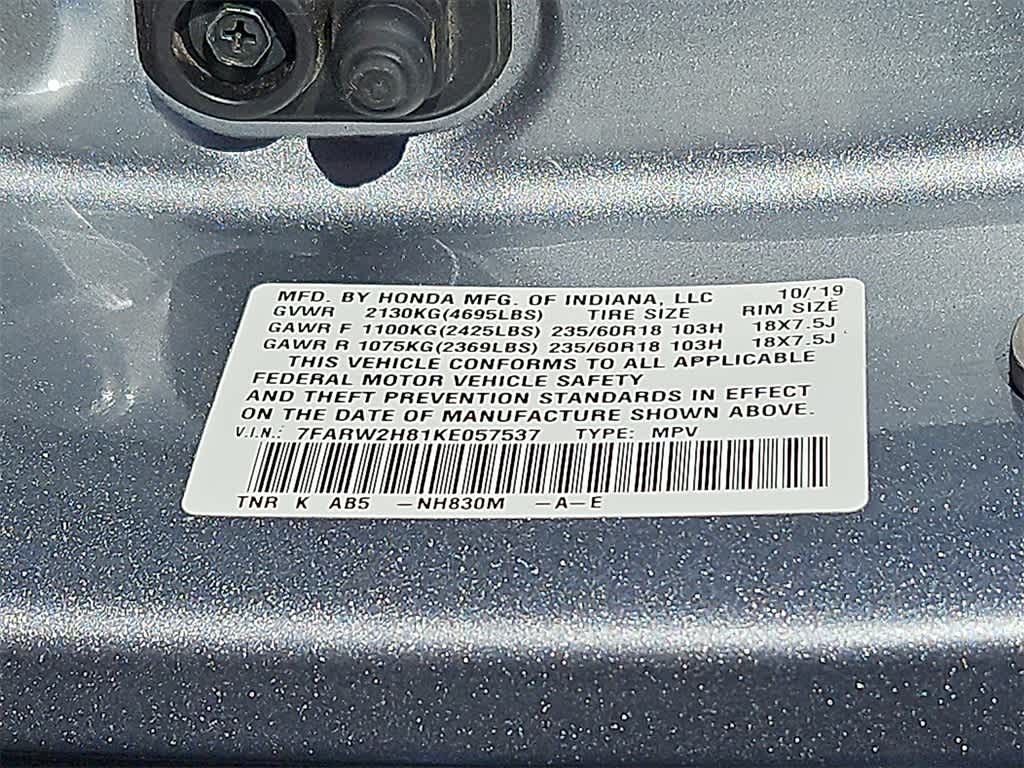 MFD. BY HONDA MFG. OF INDIANA, LLC 10/'19
GVWR 2130KG(4695LBS) TIRE SIZE RIM SIZE
GAWR F 1100KG(2425LBS) 235/60R18 103H 18X7.5J
GAWR R 1075KG(2369LBS) 235/60R18 103H 18X7.5J
THIS VEHICLE CONFORMS TO ALL APPLICABLE
FEDERAL MOTOR VEHICLE SAFETY
AND THEFT PREVENTION STANDARDS IN EFFECT
ON THE DATE OF MANUFACTURE SHOWN ABOVE.
V.I.N.: 7FARW2H81KE057537 TYPE: MPV
TNR K AB5 –NH830M –A–E